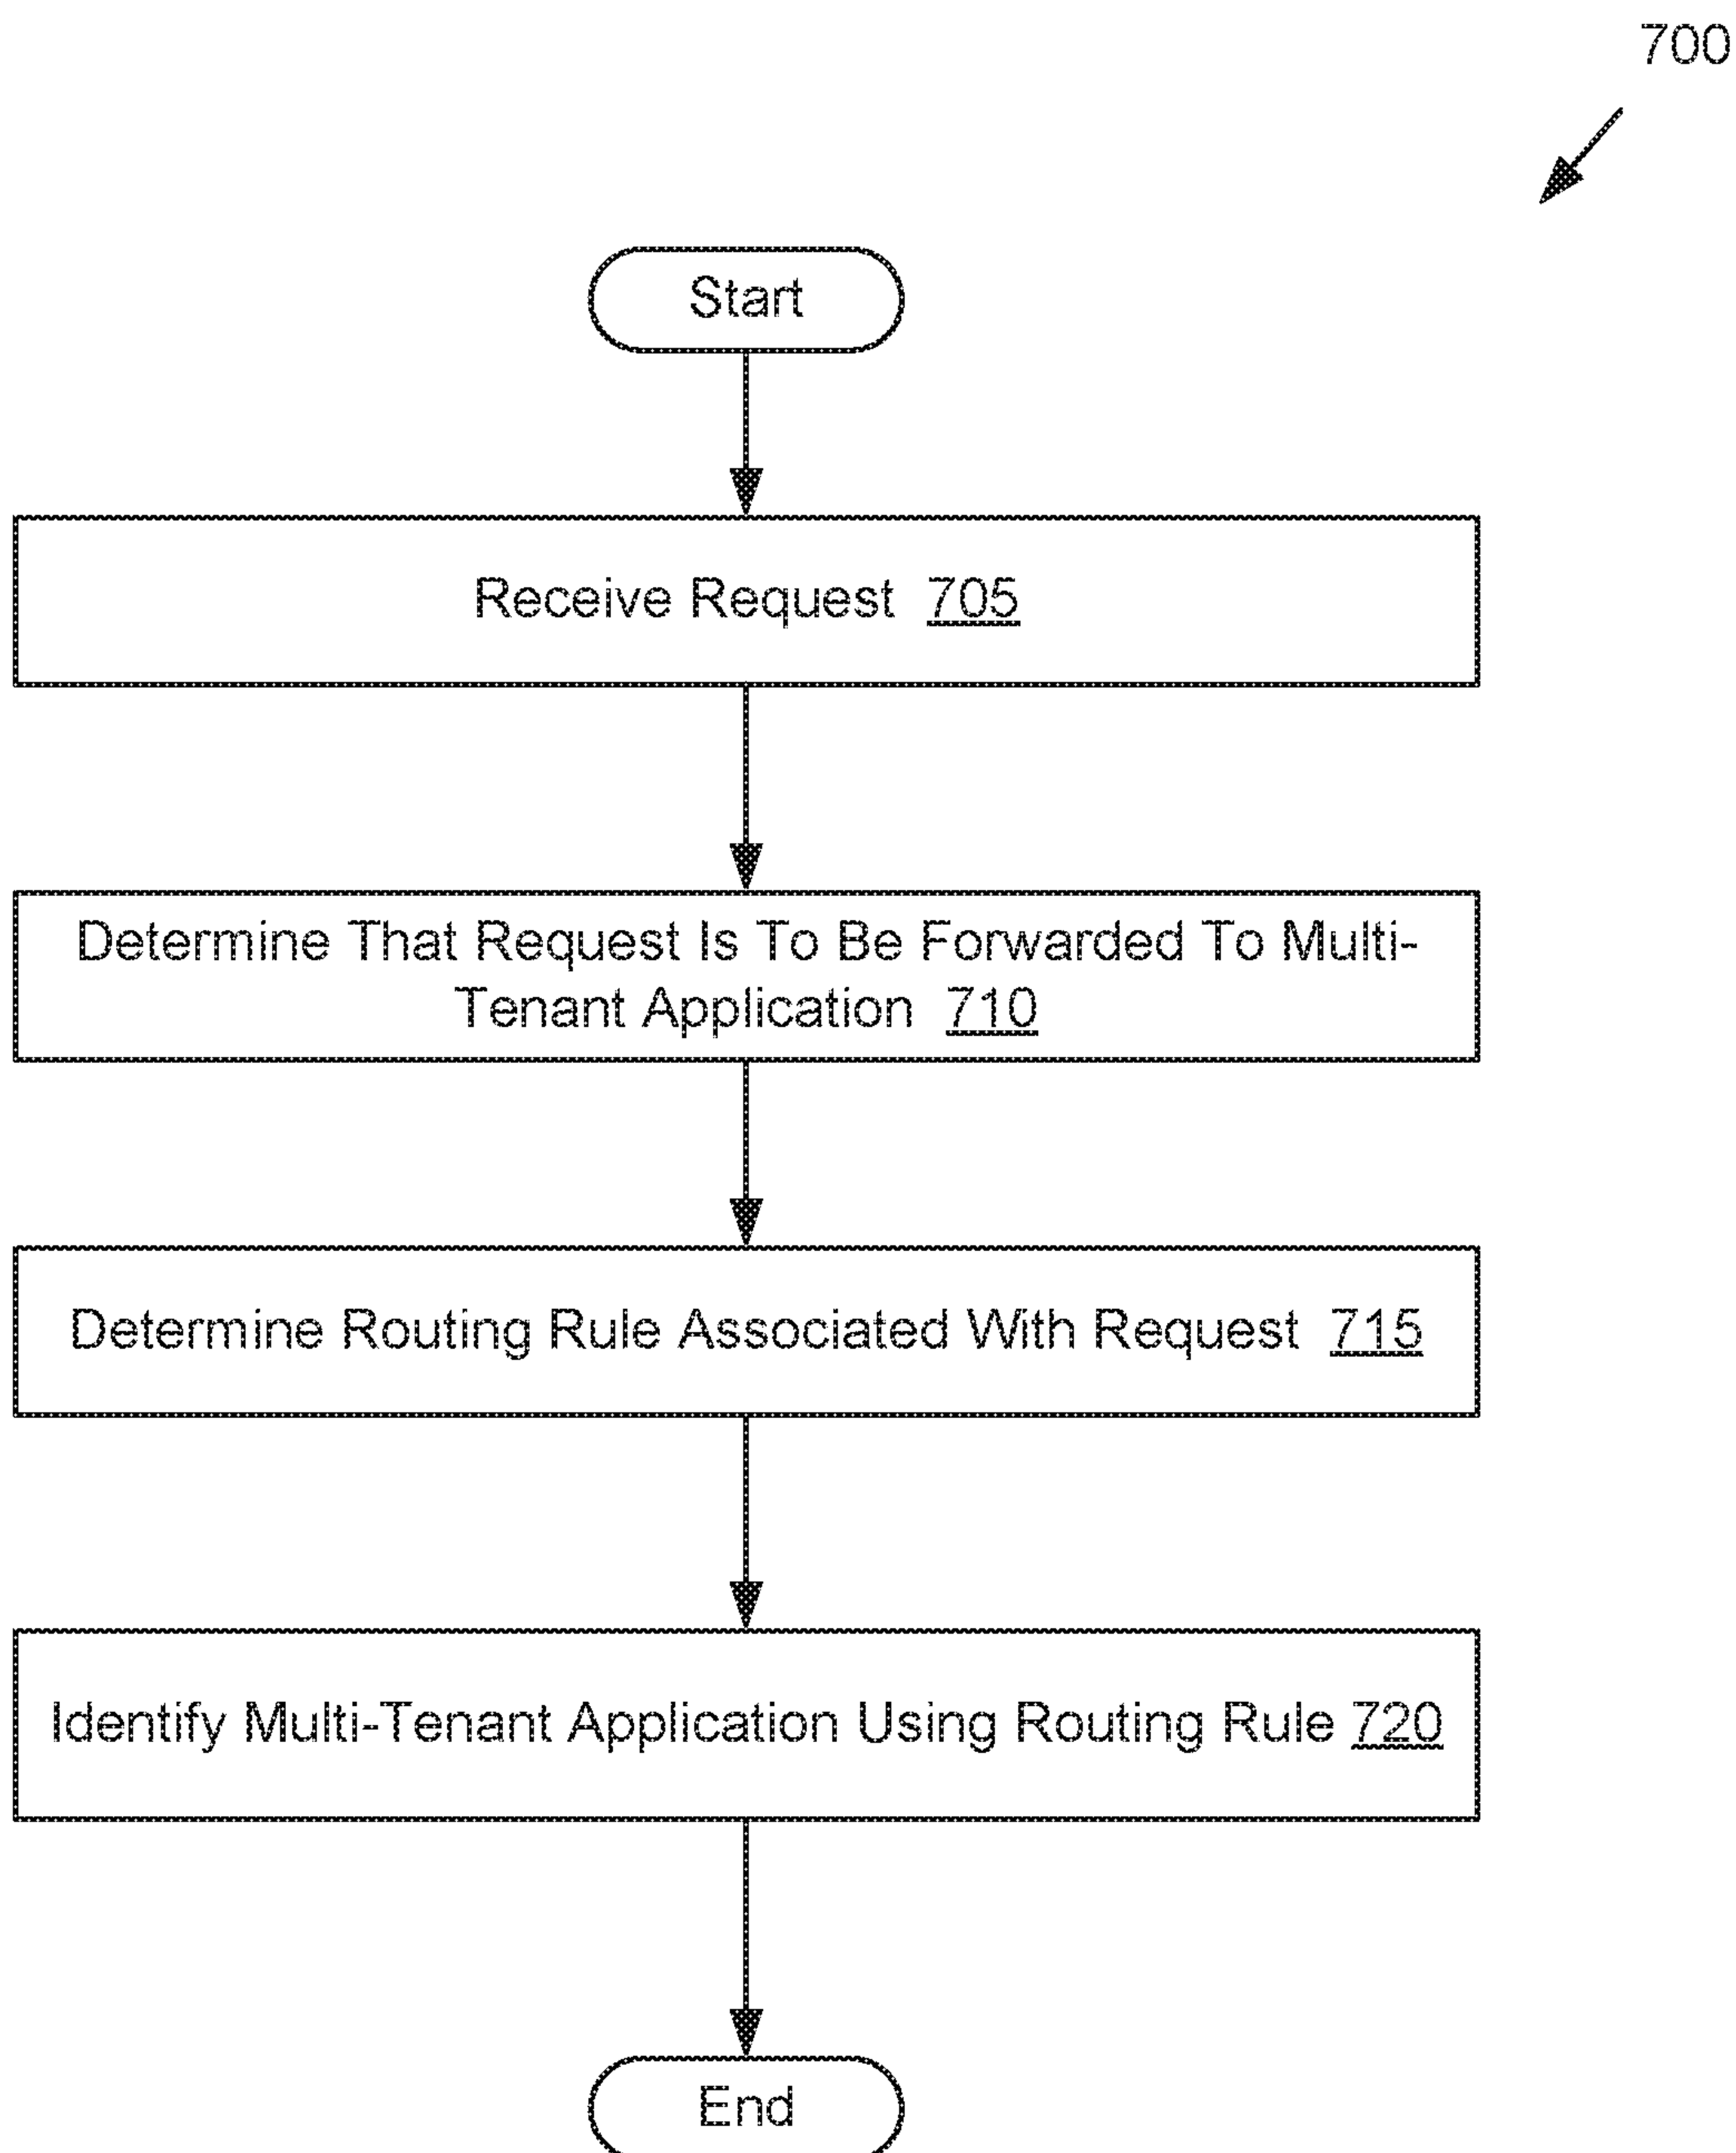 700
Start
Receive Request 705
Determine That Request Is To Be Forwarded To Multi-
Tenant Application 710
Determine Routing Rule Associated With Request 715
Identify Multi-Tenant Application Using Routing Rule 720
End